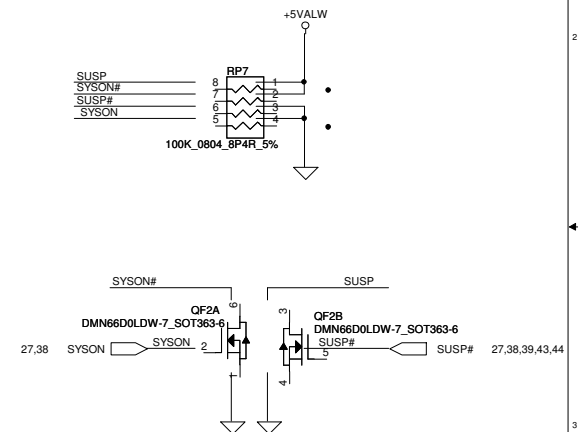 +5VALW
2
RP7
SUSP 8 1
SYSON# 7 2
SUSP# 6 3
SYSON 5 4
100K_0804_8P4R_5%
SYSON# SUSP
6 3
QF2A QF2B
DMN66D0LDW-7_SOT363-6 DMN66D0LDW-7_SOT363-6
27,38 SYSON SYSON 2 SUSP# 5 SUSP# 27,38,39,43,44
1 4
3